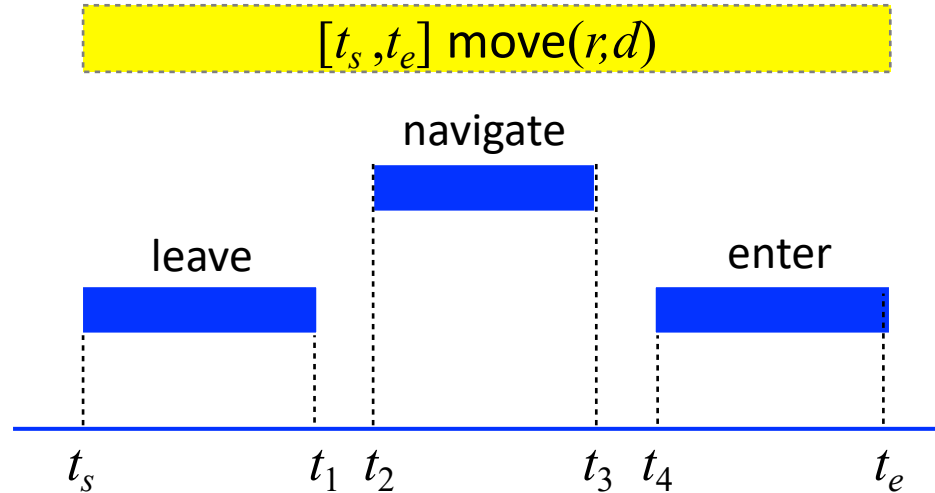 [tₛ ,tₑ] move(r,d)
navigate
leave
enter
tₛ t₁ t₂ t₃ t₄ tₑ